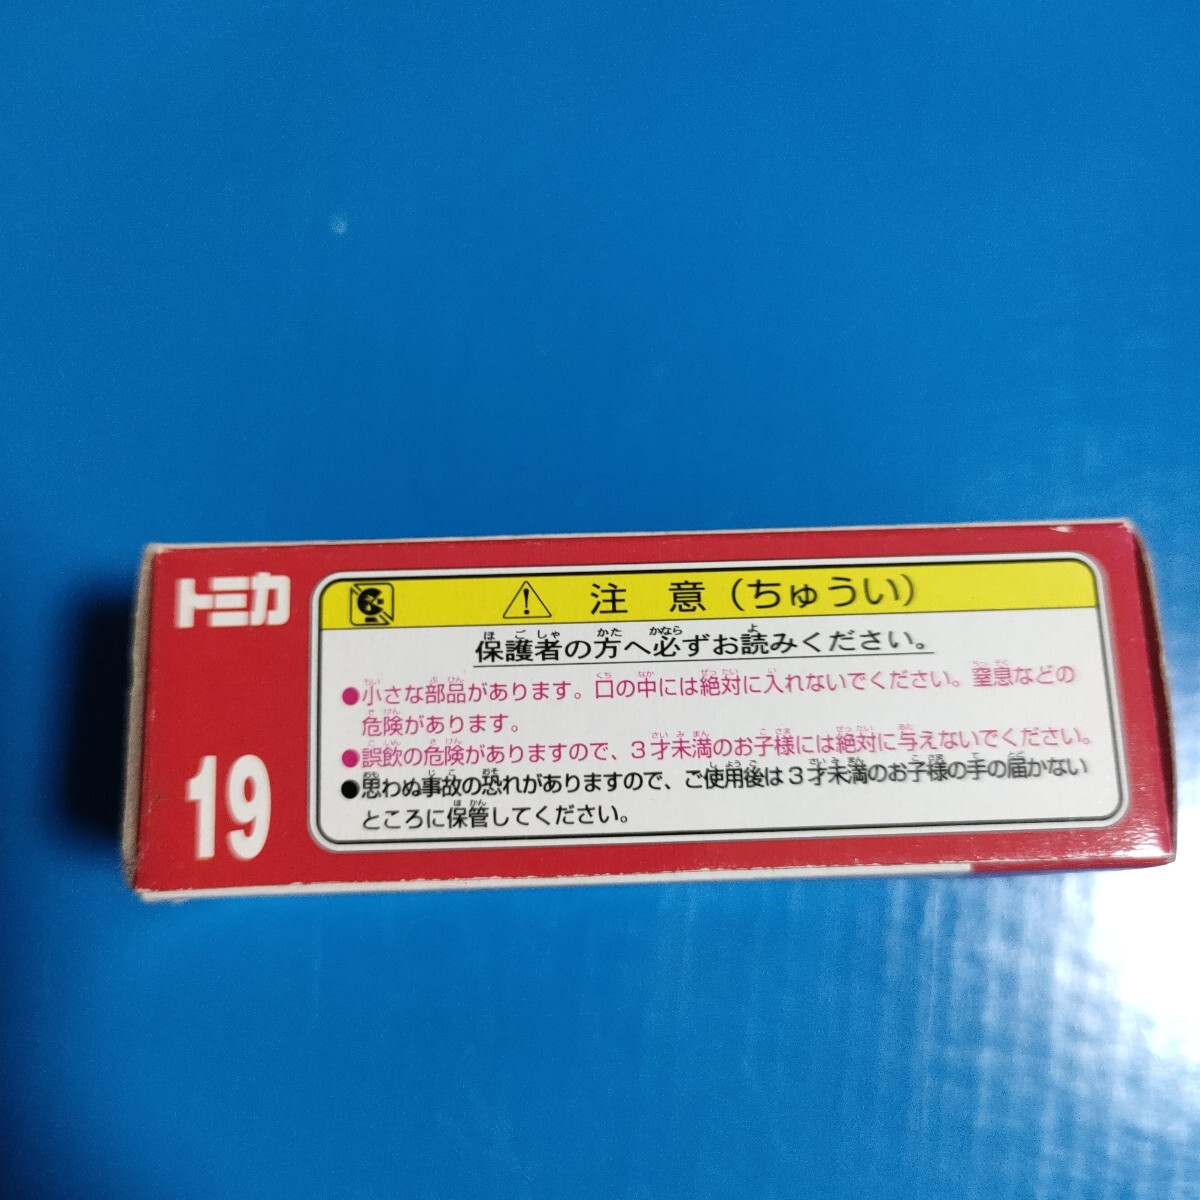 トミカ
19
注 意（ちゅうい）
保護者の方へ必ずお読みください。
●小さな部品があります。口の中には絶対に入れないでください。窒息などの
危険があります。
●誤飲の危険がありますので、3才未満のお子様には絶対に与えないでください。
●思わぬ事故の恐れがありますので、ご使用後は3才未満のお子様の手の届かない
ところに保管してください。